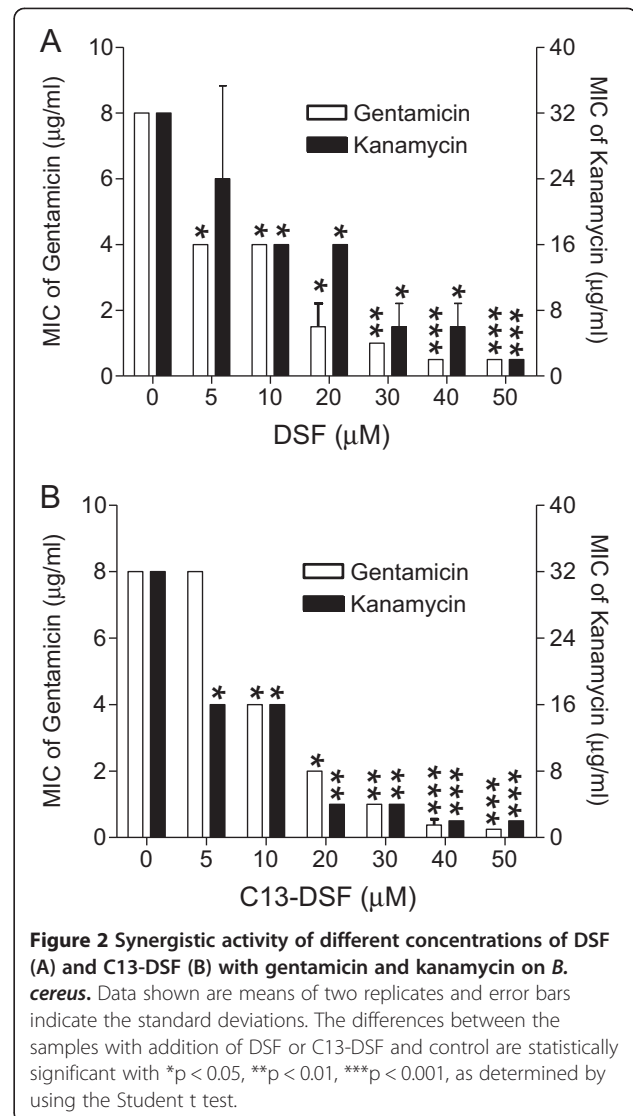 A
10
8
6
4
2
0
MIC of Gentamicin (μg/ml)
40
32
24
16
8
0
MIC of Kanamycin (μg/ml)
Gentamicin
Kanamycin
* * * * * ** * *** * *** ***
0 5 10 20 30 40 50
DSF (μM)
B
10
8
6
4
2
0
MIC of Gentamicin (μg/ml)
40
32
24
16
8
0
MIC of Kanamycin (μg/ml)
Gentamicin
Kanamycin
* * * * ** ** ** *** *** *** ***
0 5 10 20 30 40 50
C13-DSF (μM)
Figure 2 Synergistic activity of different concentrations of DSF
(A) and C13-DSF (B) with gentamicin and kanamycin on B.
cereus. Data shown are means of two replicates and error bars
indicate the standard deviations. The differences between the
samples with addition of DSF or C13-DSF and control are statistically
significant with *p < 0.05, **p < 0.01, ***p < 0.001, as determined by
using the Student t test.